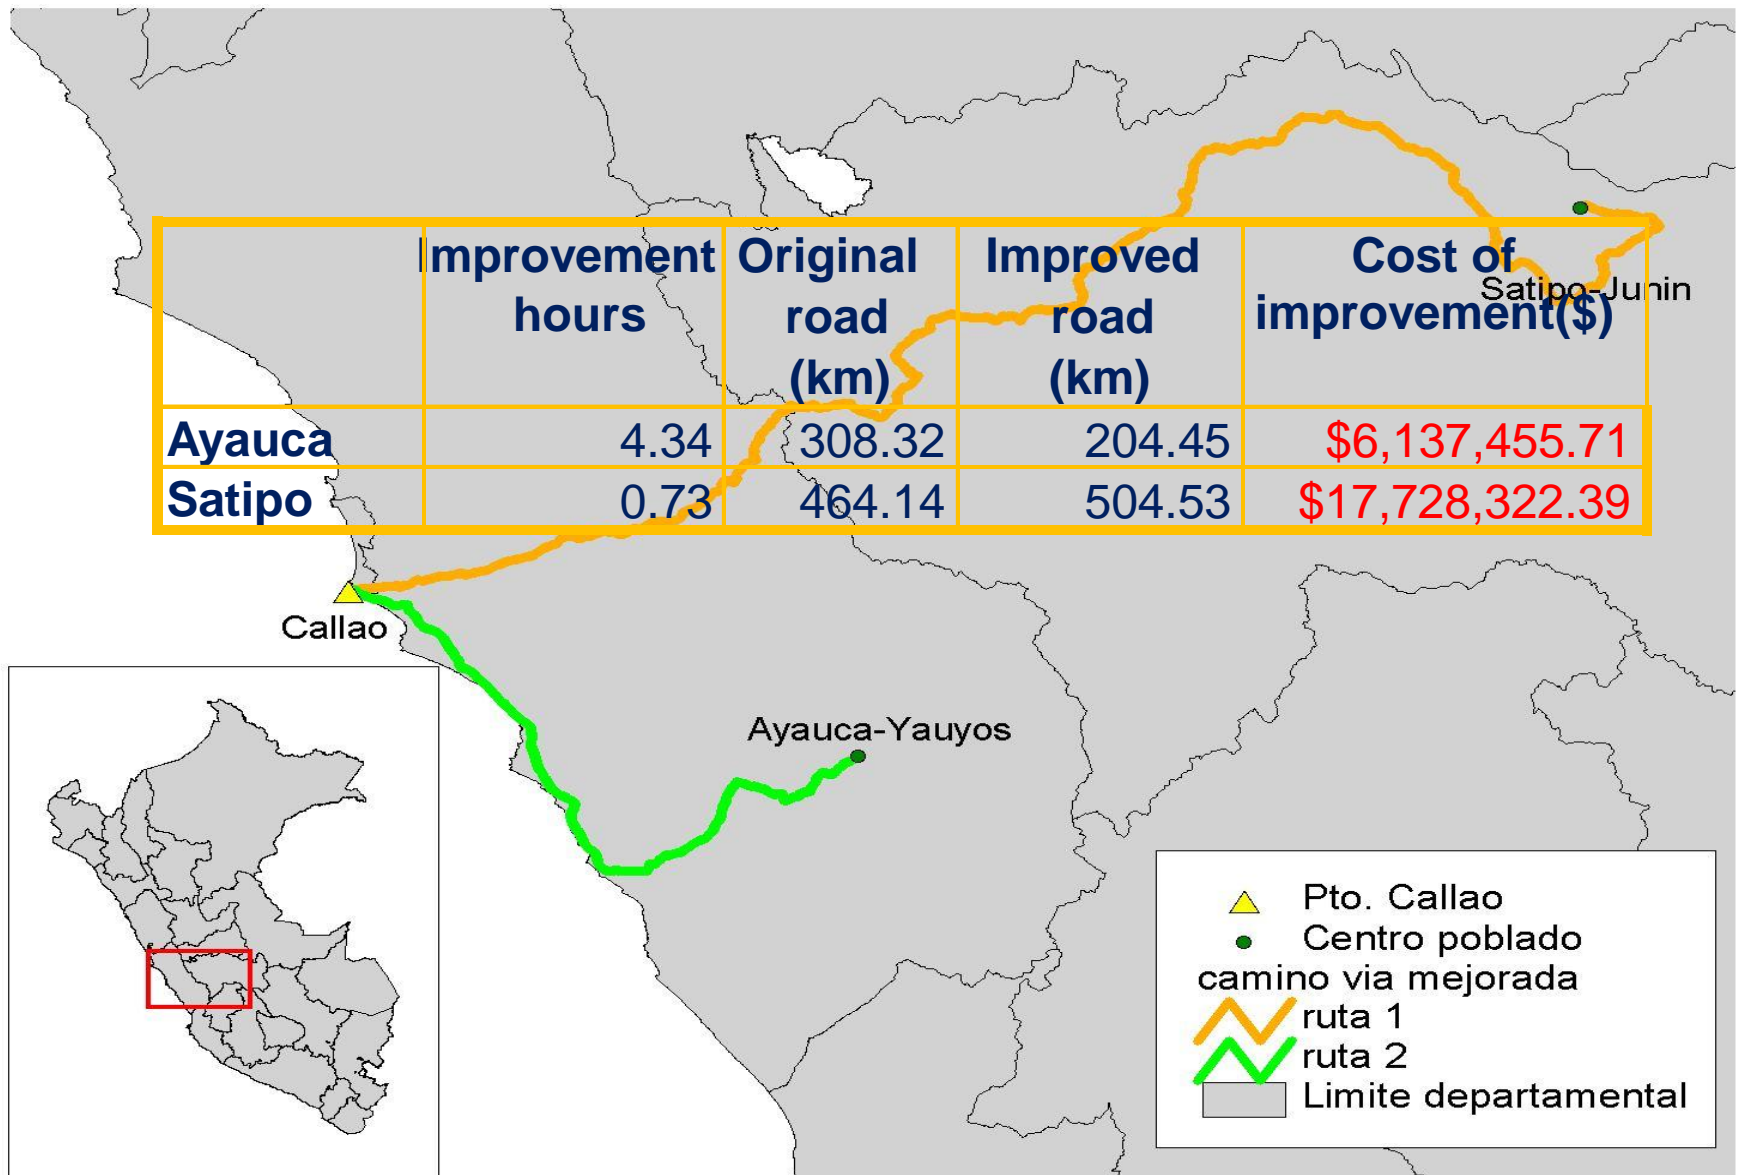 Improvement hours
Original road (km)
Improved road (km)
Cost of improvement($)
Ayauca 4.34 308.32 204.45 $6,137,455.71
Satipo 0.73 464.14 504.53 $17,728,322.39
Satipo-Junin
Callao
Ayauca-Yauyos
Pto. Callao
Centro poblado
camino via mejorada
ruta 1
ruta 2
Limite departamental